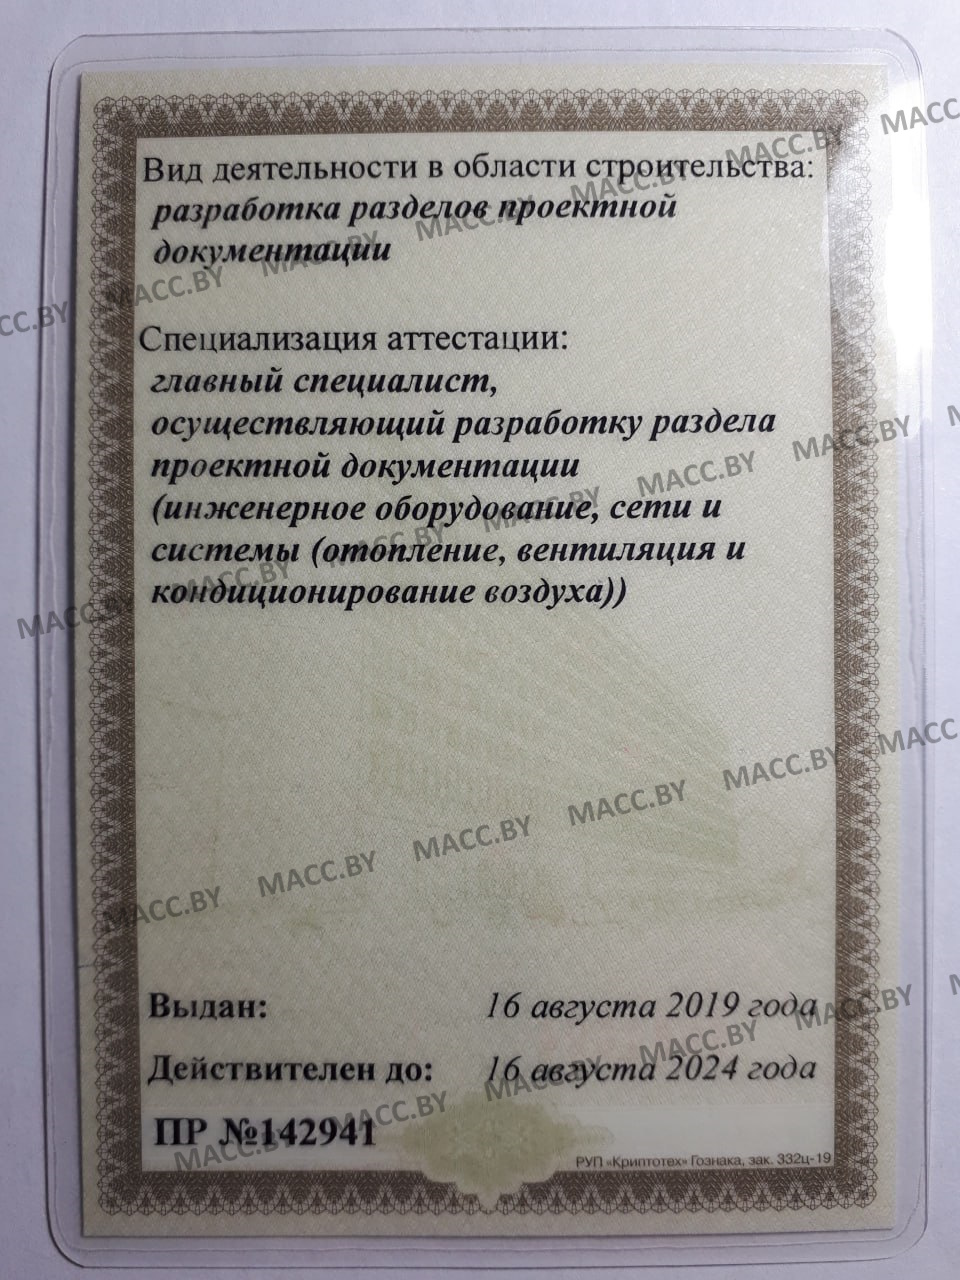 Вид деятельности в области строительства:
разработка разделов проектной
документации
Специализация аттестации:
главный специалист,
осуществляющий разработку раздела
проектной документации
(инженерное оборудование, сети и
системы (отопление, вентиляция и
кондиционирование воздуха))
Выдан: 16 августа 2019 года
Действителен до: 16 августа 2024 года
ПР №142941
РУП «Криптотех» Гознака, зак. 332ц-19
MACC.BY